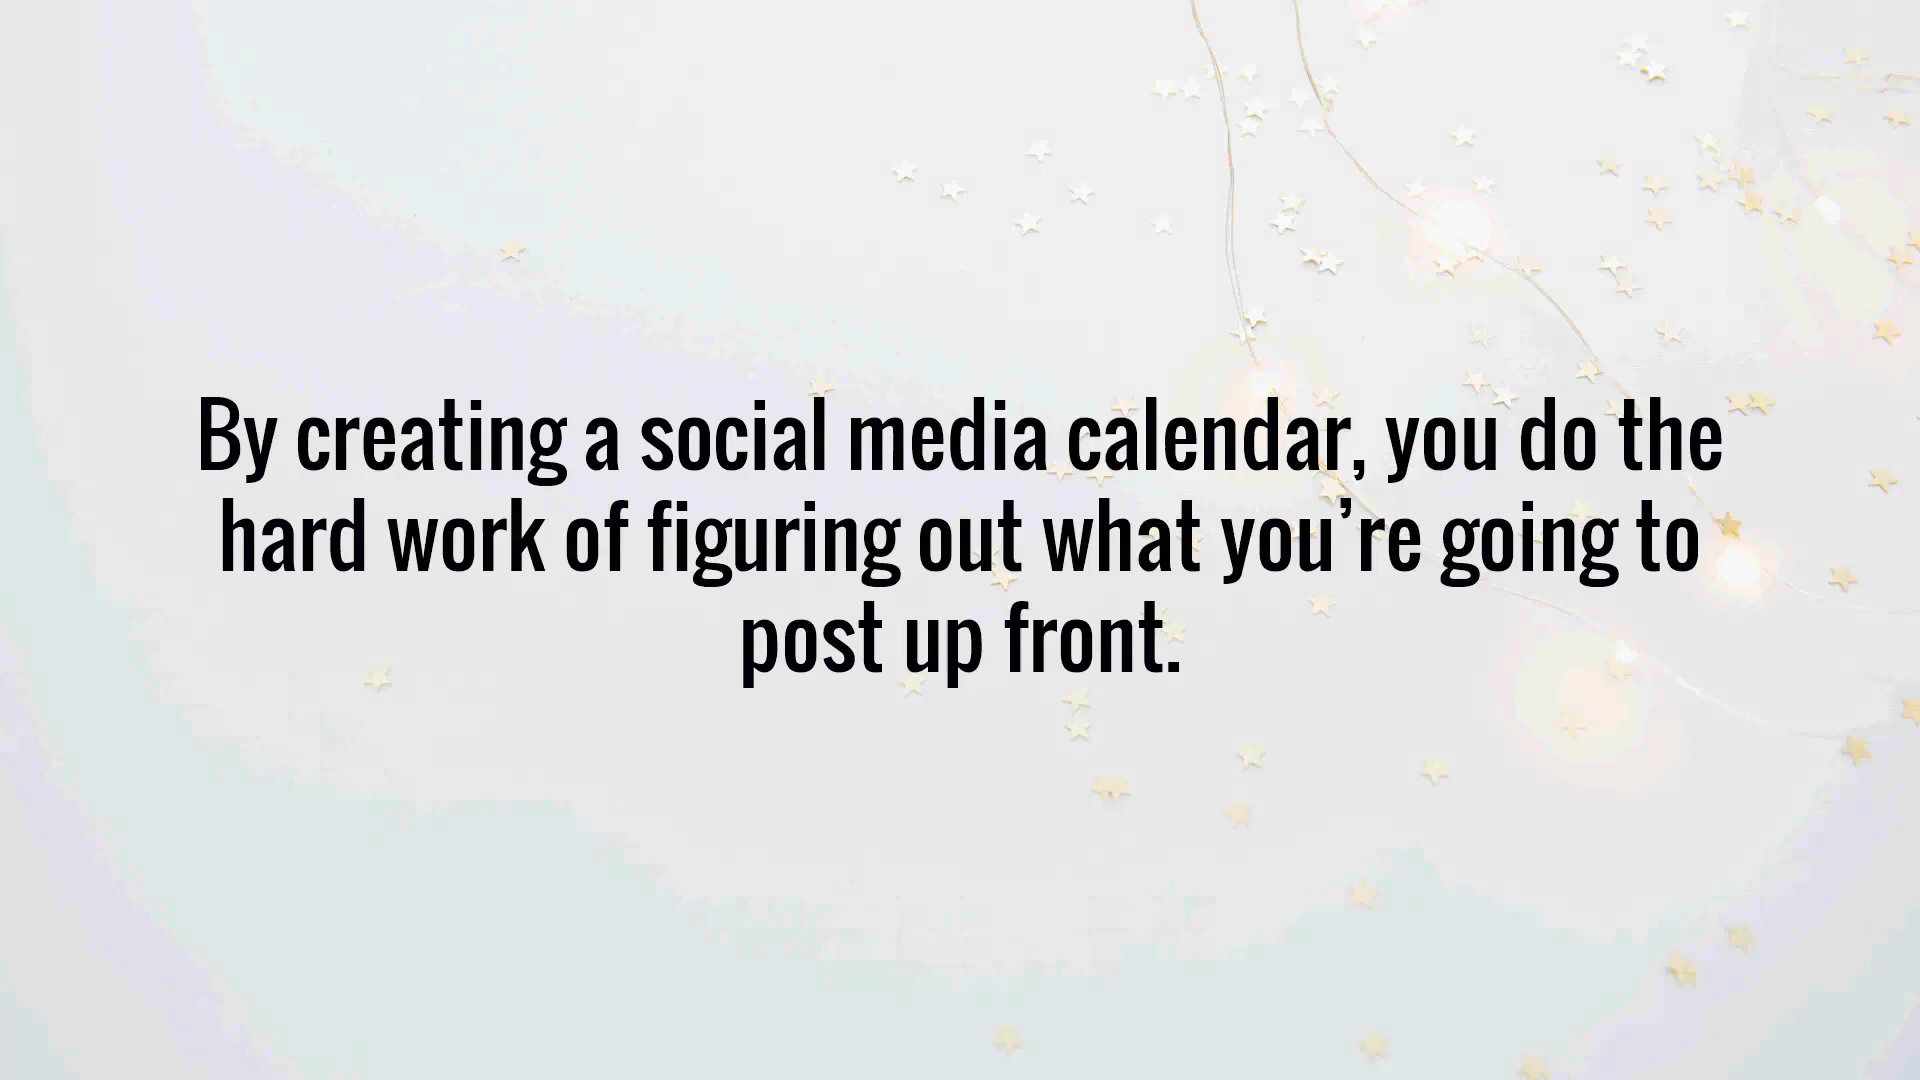 By creating a social media calendar, you do the
hard work of figuring out what you’re going to
post up front.